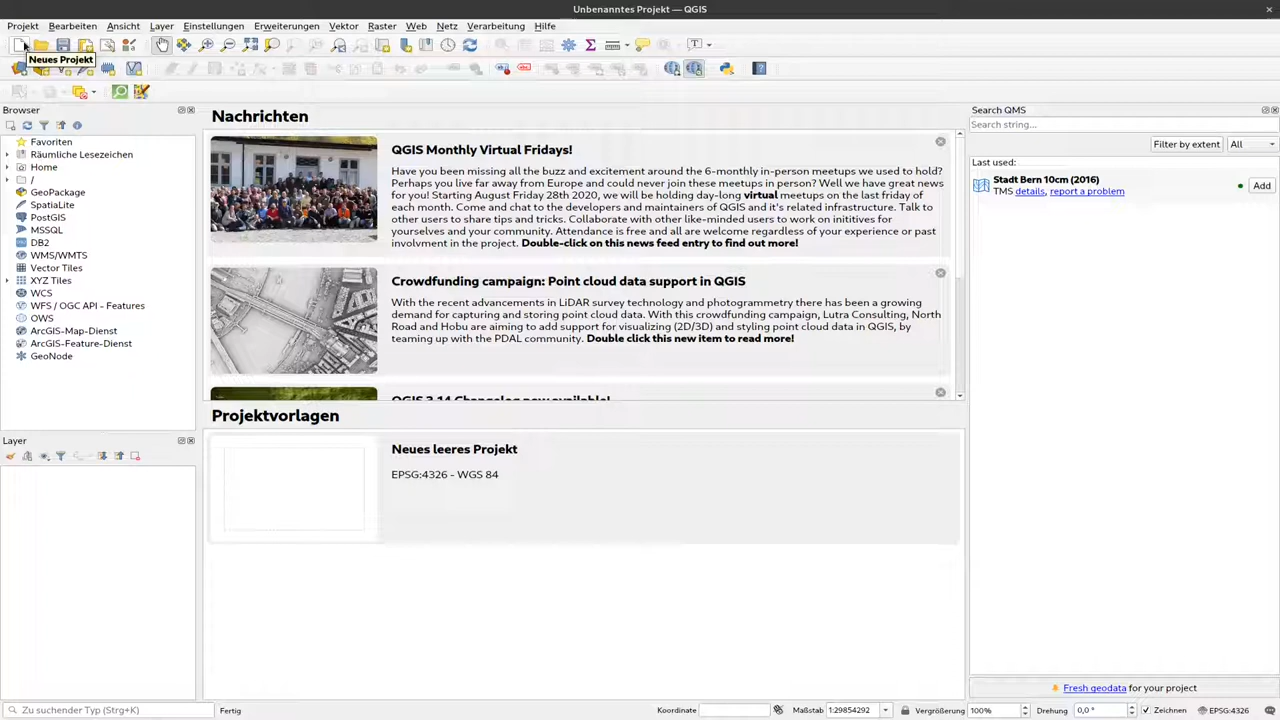 Unbenanntes Projekt — QGIS
Projekt Bearbeiten Ansicht Layer Einstellungen Erweiterungen Vektor Raster Web Netz Verarbeitung Hilfe
Neues Projekt
Browser
Favoriten
Räumliche Lesezeichen
Home
/
GeoPackage
SpatiaLite
PostGIS
MSSQL
DB2
WMS/WMTS
Vector Tiles
XYZ Tiles
WCS
WFS / OGC API - Features
OWS
ArcGIS-Map-Dienst
ArcGIS-Feature-Dienst
GeoNode
Layer
Nachrichten
QGIS Monthly Virtual Fridays!
Have you been missing all the buzz and excitement around the 6-monthly in-person meetups we used to hold?
Perhaps you live far away from Europe and could never join these meetups in person? Well we have great news
for you! Starting August Friday 28th 2020, we will be holding day-long virtual meetups on the last friday of
each month. Come and chat to the developers and maintainers of QGIS and it's related infrastructure. Talk to
other users to share tips and tricks. Collaborate with other like-minded users to work on inititives for
yourselves and your community. Attendance is free and all are welcome regardless of your experience or past
involvment in the project. Double-click on this news feed entry to find out more!
Crowdfunding campaign: Point cloud data support in QGIS
With the recent advancements in LiDAR survey technology and photogrammetry there has been a growing
demand for capturing and storing point cloud data. With this crowdfunding campaign, Lutra Consulting, North
Road and Hobu are aiming to add support for visualizing (2D/3D) and styling point cloud data in QGIS, by
teaming up with the PDAL community. Double click this new item to read more!
QGIS 3.14 Changelog now available!
Projektvorlagen
Neues leeres Projekt
EPSG:4326 - WGS 84
Search QMS
Search string...
Filter by extent All
Last used:
Stadt Bern 10cm (2016)
TMS details, report a problem
Add
Fresh geodata for your project
Zu suchender Typ (Strg+K) Fertig Koordinate Maßstab 1:29854292 Vergrößerung 100% Drehung 0,0 ° Zeichnen EPSG:4326